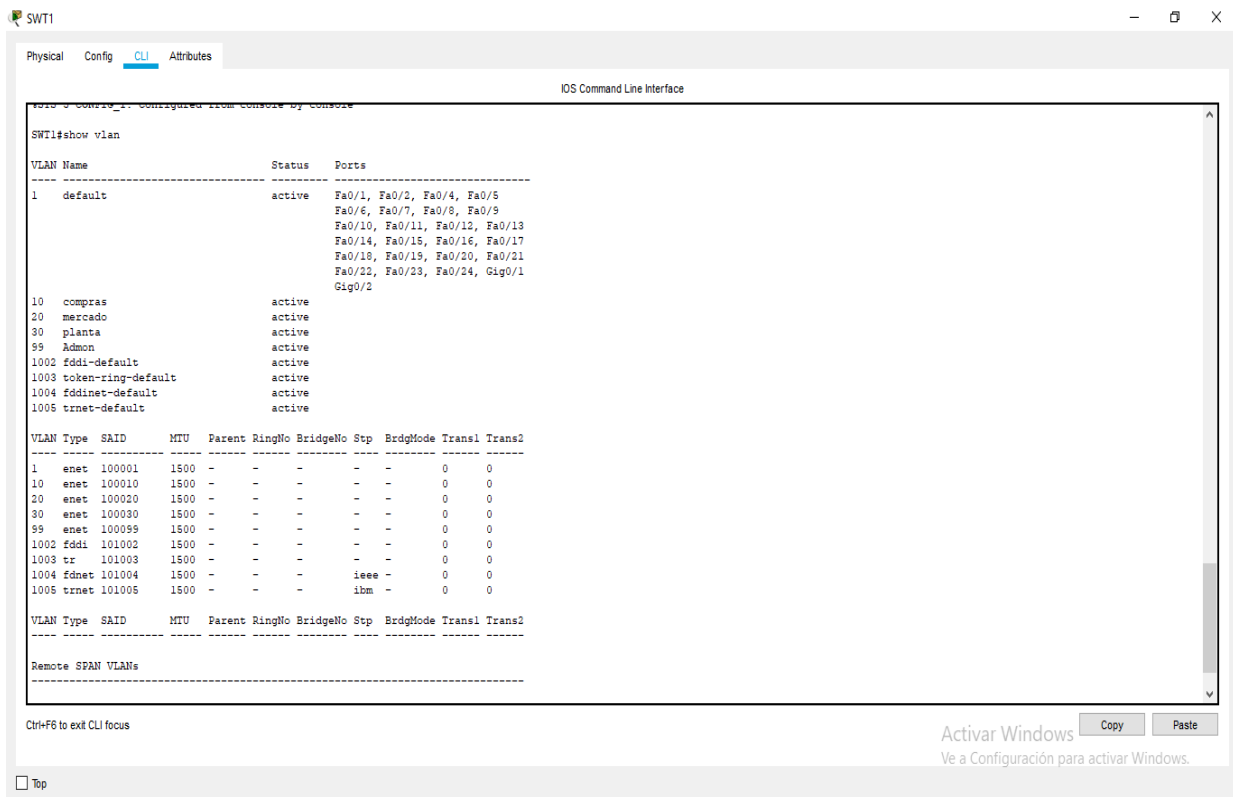 SWT1
Physical Config CLI Attributes
IOS Command Line Interface
%SYS-5-CONFIG_I: Configured from console by console
SWT1#show vlan
VLAN Name Status Ports
---- -------------------------------- --------- -------------------------------
1 default active Fa0/1, Fa0/2, Fa0/4, Fa0/5
Fa0/6, Fa0/7, Fa0/8, Fa0/9
Fa0/10, Fa0/11, Fa0/12, Fa0/13
Fa0/14, Fa0/15, Fa0/16, Fa0/17
Fa0/18, Fa0/19, Fa0/20, Fa0/21
Fa0/22, Fa0/23, Fa0/24, Gig0/1
Gig0/2
10 compras active
20 mercado active
30 planta active
99 Admon active
1002 fddi-default active
1003 token-ring-default active
1004 fddinet-default active
1005 trnet-default active
VLAN Type SAID MTU Parent RingNo BridgeNo Stp BrdgMode Trans1 Trans2
---- ----- ---------- ----- ------ ------ -------- ---- -------- ------ ------
1 enet 100001 1500 - - - - - 0 0
10 enet 100010 1500 - - - - - 0 0
20 enet 100020 1500 - - - - - 0 0
30 enet 100030 1500 - - - - - 0 0
99 enet 100099 1500 - - - - - 0 0
1002 fddi 101002 1500 - - - - - 0 0
1003 tr 101003 1500 - - - - - 0 0
1004 fdnet 101004 1500 - - - ieee - 0 0
1005 trnet 101005 1500 - - - ibm - 0 0
VLAN Type SAID MTU Parent RingNo BridgeNo Stp BrdgMode Trans1 Trans2
---- ----- ---------- ----- ------ ------ -------- ---- -------- ------ ------
Remote SPAN VLANs
------------------------------------------------------------------------------
Ctrl+F6 to exit CLI focus
Copy Paste
Activar Windows
Ve a Configuración para activar Windows.
Top